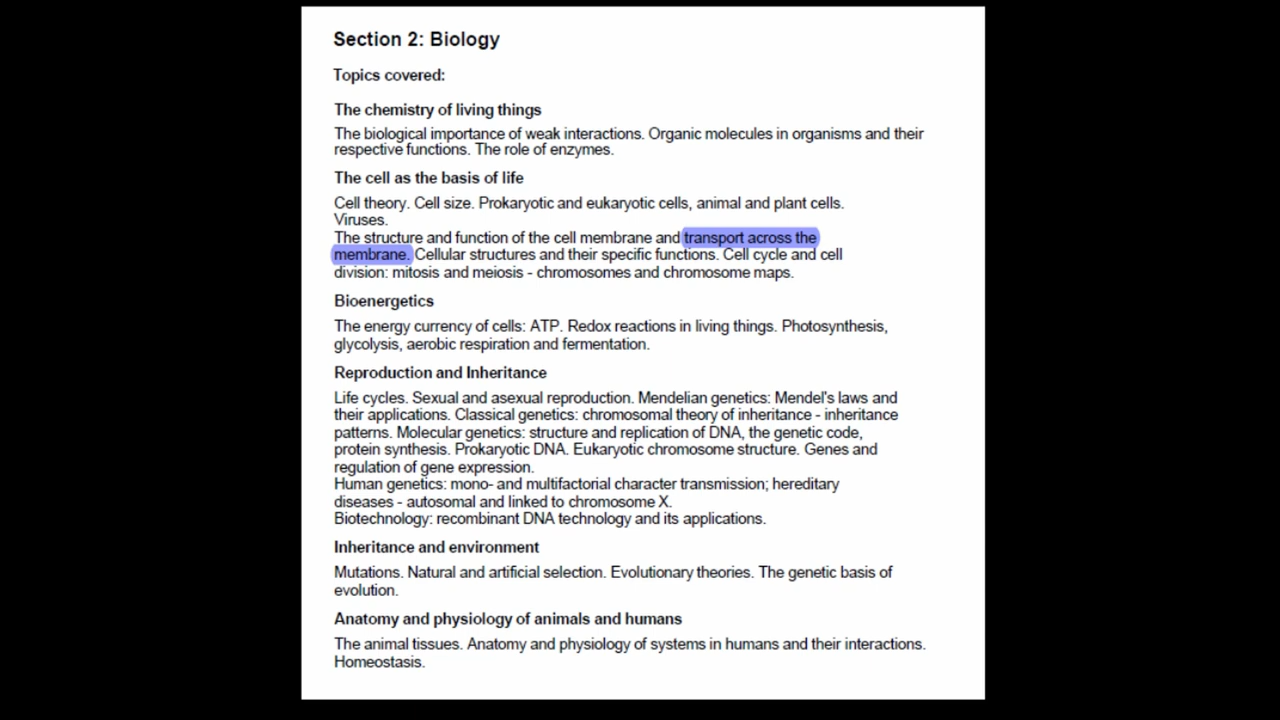 Section 2: Biology
Topics covered:
The chemistry of living things
The biological importance of weak interactions. Organic molecules in organisms and their
respective functions. The role of enzymes.
The cell as the basis of life
Cell theory. Cell size. Prokaryotic and eukaryotic cells, animal and plant cells.
Viruses.
The structure and function of the cell membrane and transport across the
membrane. Cellular structures and their specific functions. Cell cycle and cell
division: mitosis and meiosis - chromosomes and chromosome maps.
Bioenergetics
The energy currency of cells: ATP. Redox reactions in living things. Photosynthesis,
glycolysis, aerobic respiration and fermentation.
Reproduction and Inheritance
Life cycles. Sexual and asexual reproduction. Mendelian genetics: Mendel's laws and
their applications. Classical genetics: chromosomal theory of inheritance - inheritance
patterns. Molecular genetics: structure and replication of DNA, the genetic code,
protein synthesis. Prokaryotic DNA. Eukaryotic chromosome structure. Genes and
regulation of gene expression.
Human genetics: mono- and multifactorial character transmission; hereditary
diseases - autosomal and linked to chromosome X.
Biotechnology: recombinant DNA technology and its applications.
Inheritance and environment
Mutations. Natural and artificial selection. Evolutionary theories. The genetic basis of
evolution.
Anatomy and physiology of animals and humans
The animal tissues. Anatomy and physiology of systems in humans and their interactions.
Homeostasis.